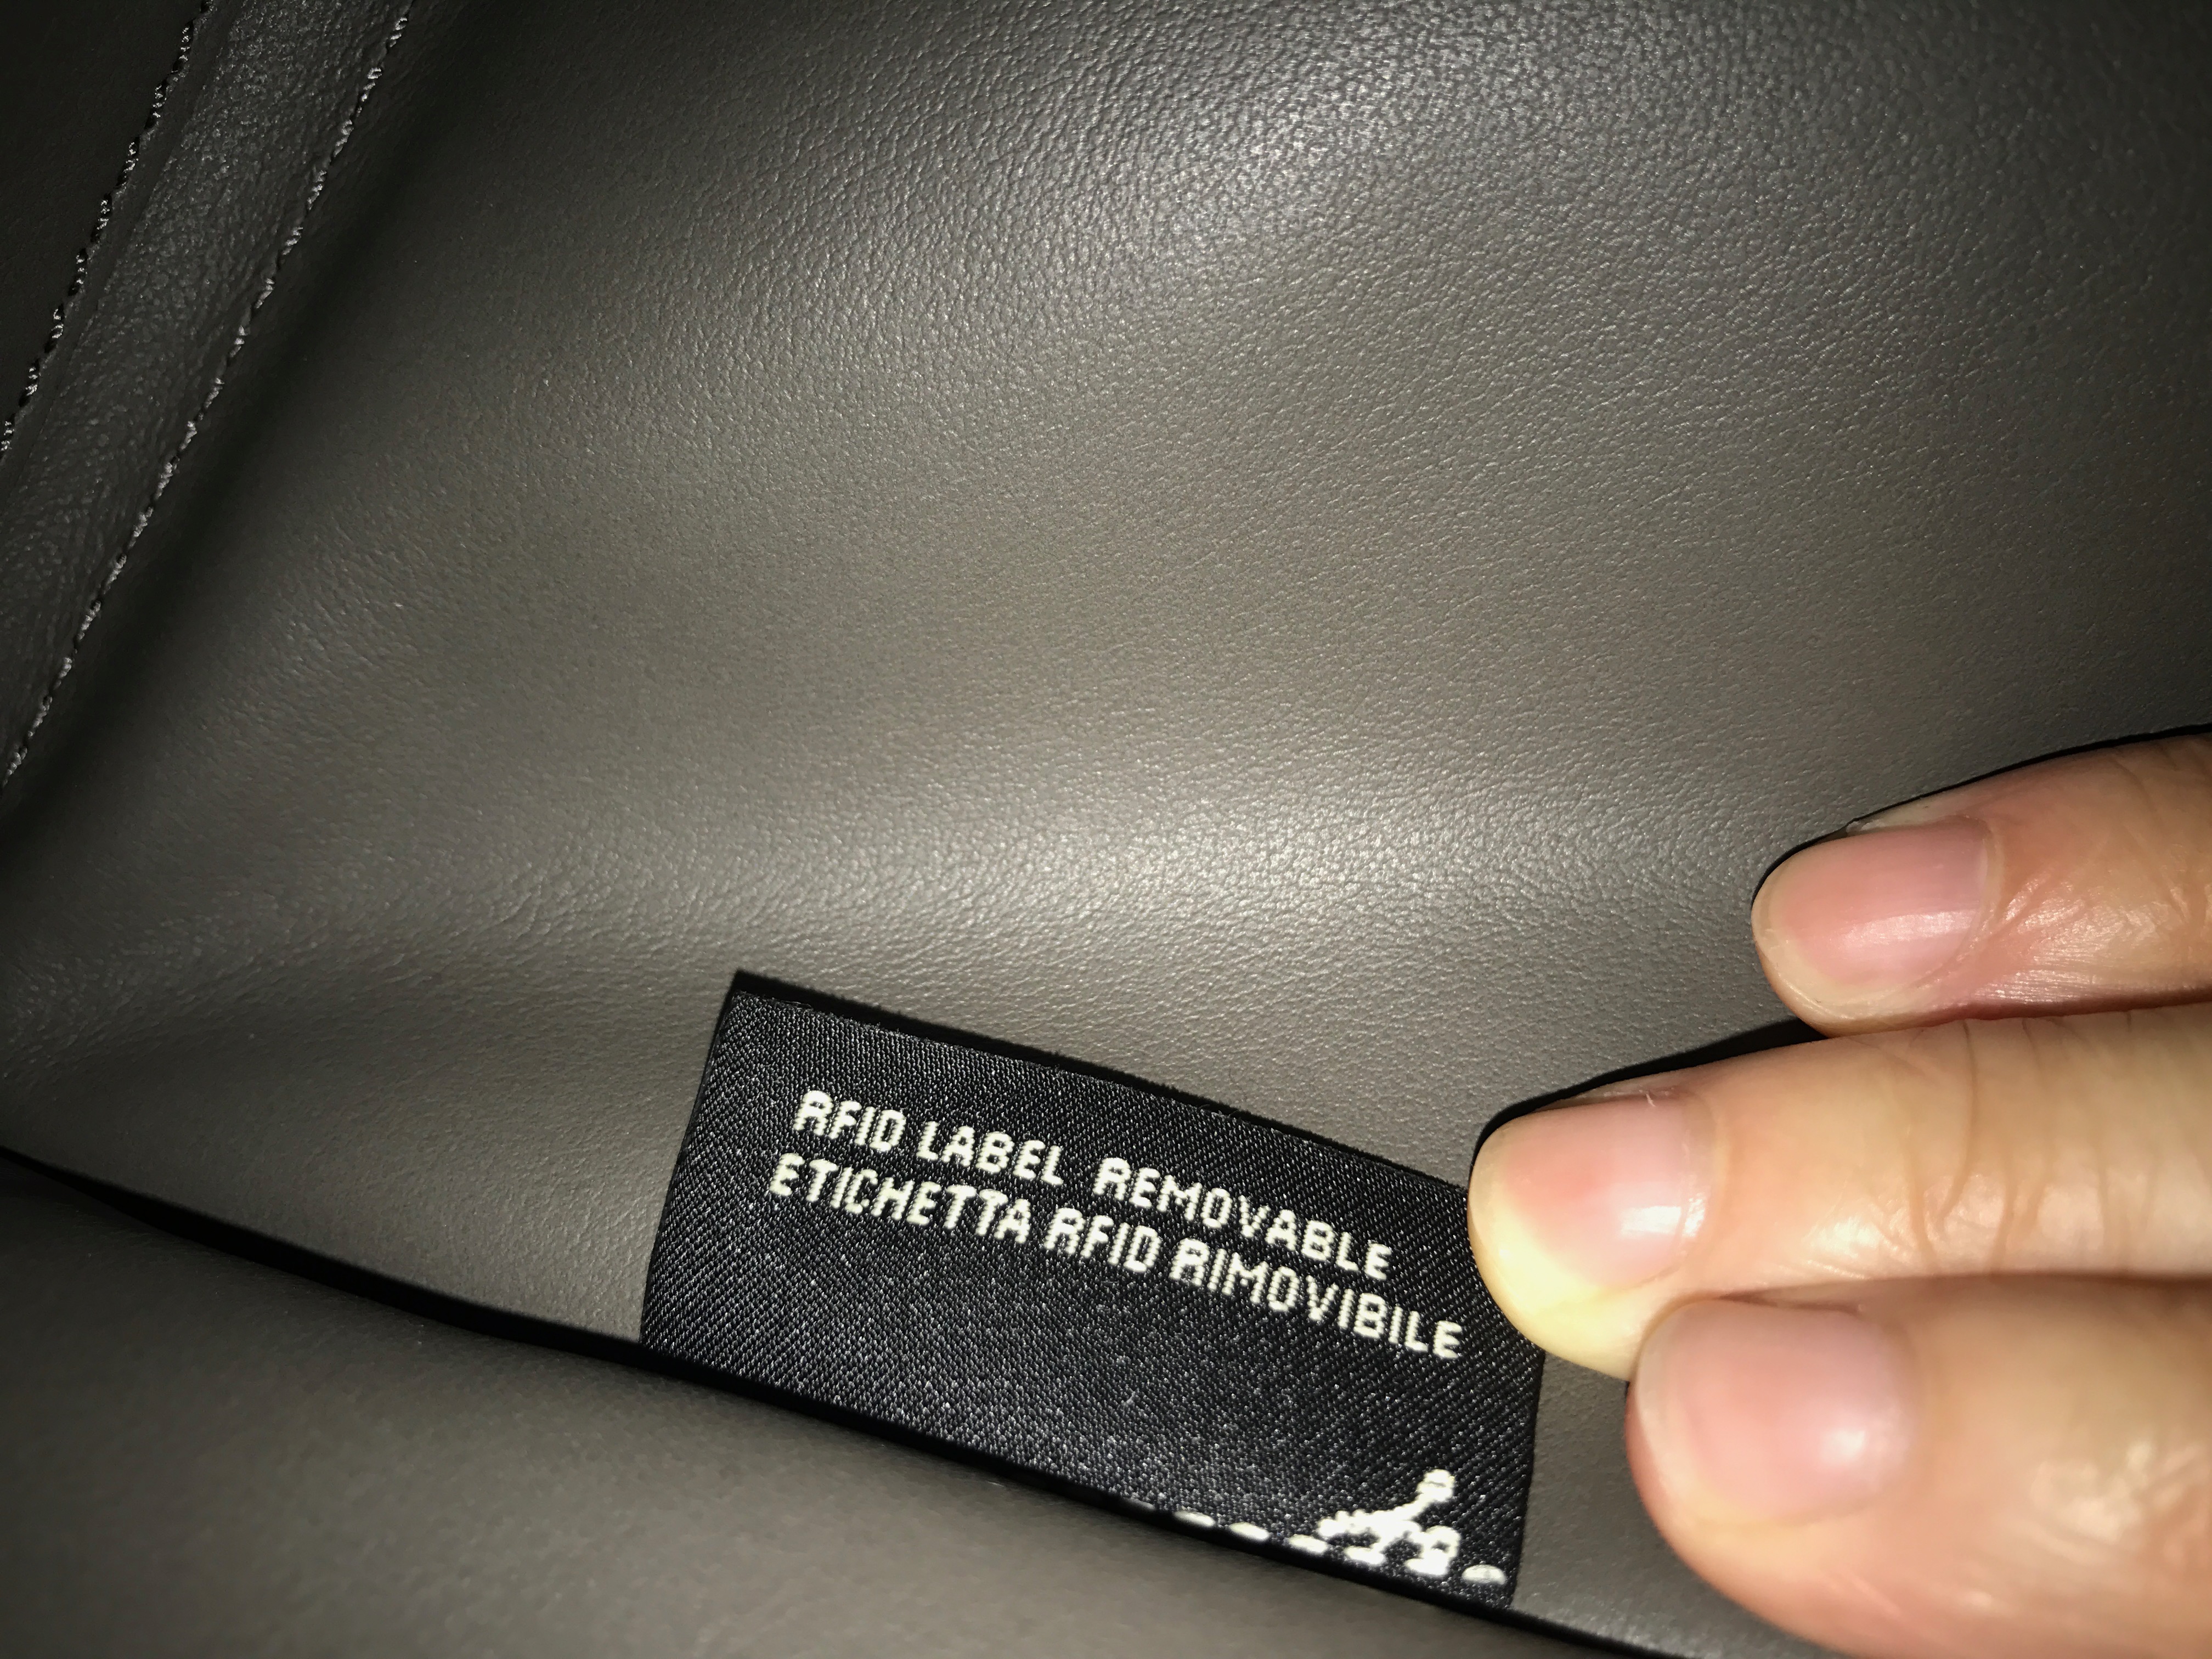 RFID LABEL REMOVABLE
ETICHETTA RFID RIMOVIBILE